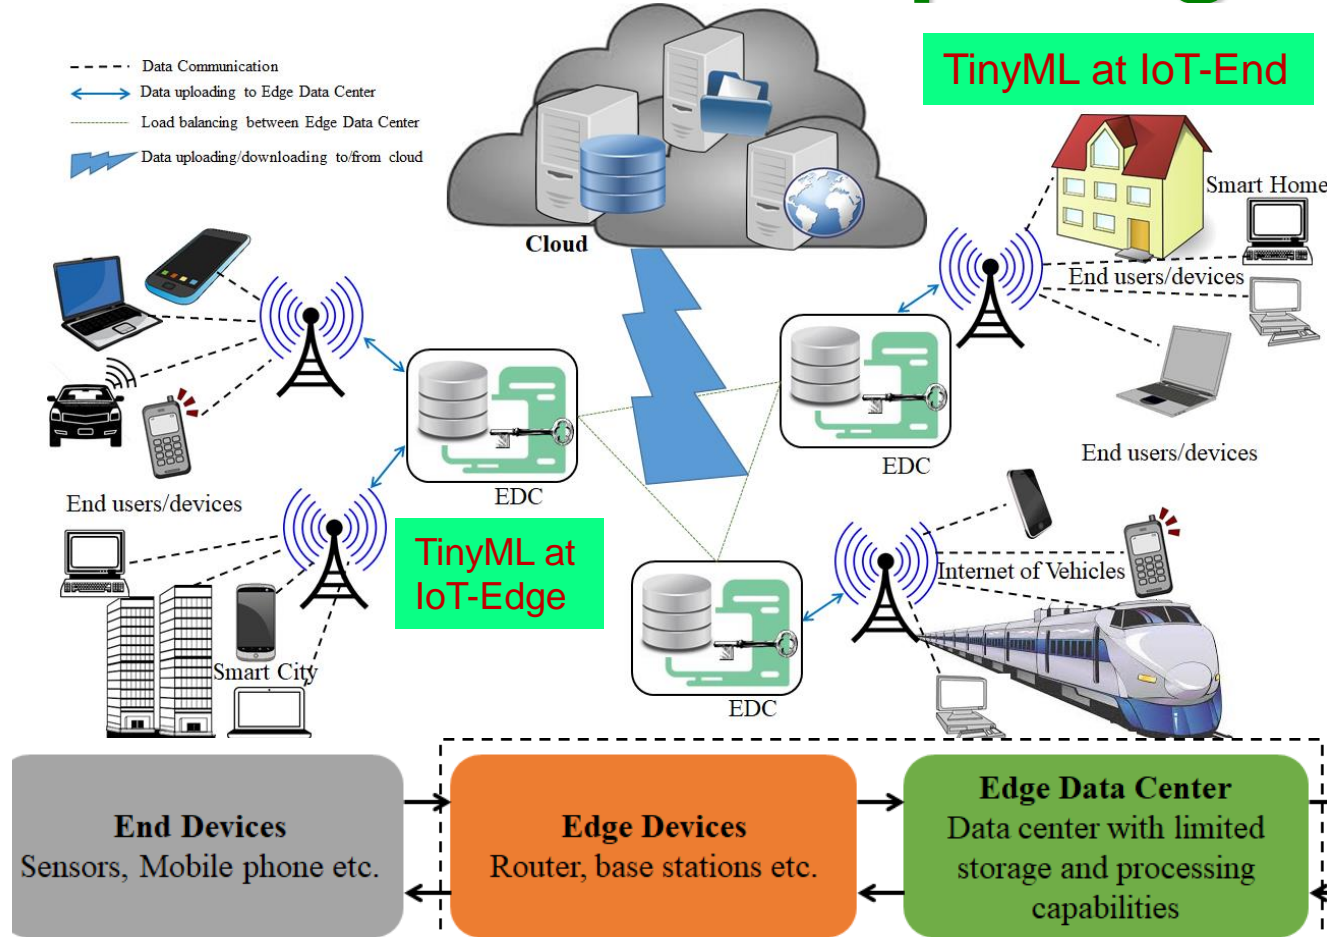 TinyML at IoT-End
Data Communication
Data uploading to Edge Data Center
Load balancing between Edge Data Center
Data uploading/downloading to/from cloud
Cloud
Smart Home
End users/devices
End users/devices
EDC
EDC
End users/devices
TinyML at
IoT-Edge
Internet of Vehicles
Smart City
EDC
End Devices
Sensors, Mobile phone etc.
Edge Devices
Router, base stations etc.
Edge Data Center
Data center with limited
storage and processing
capabilities